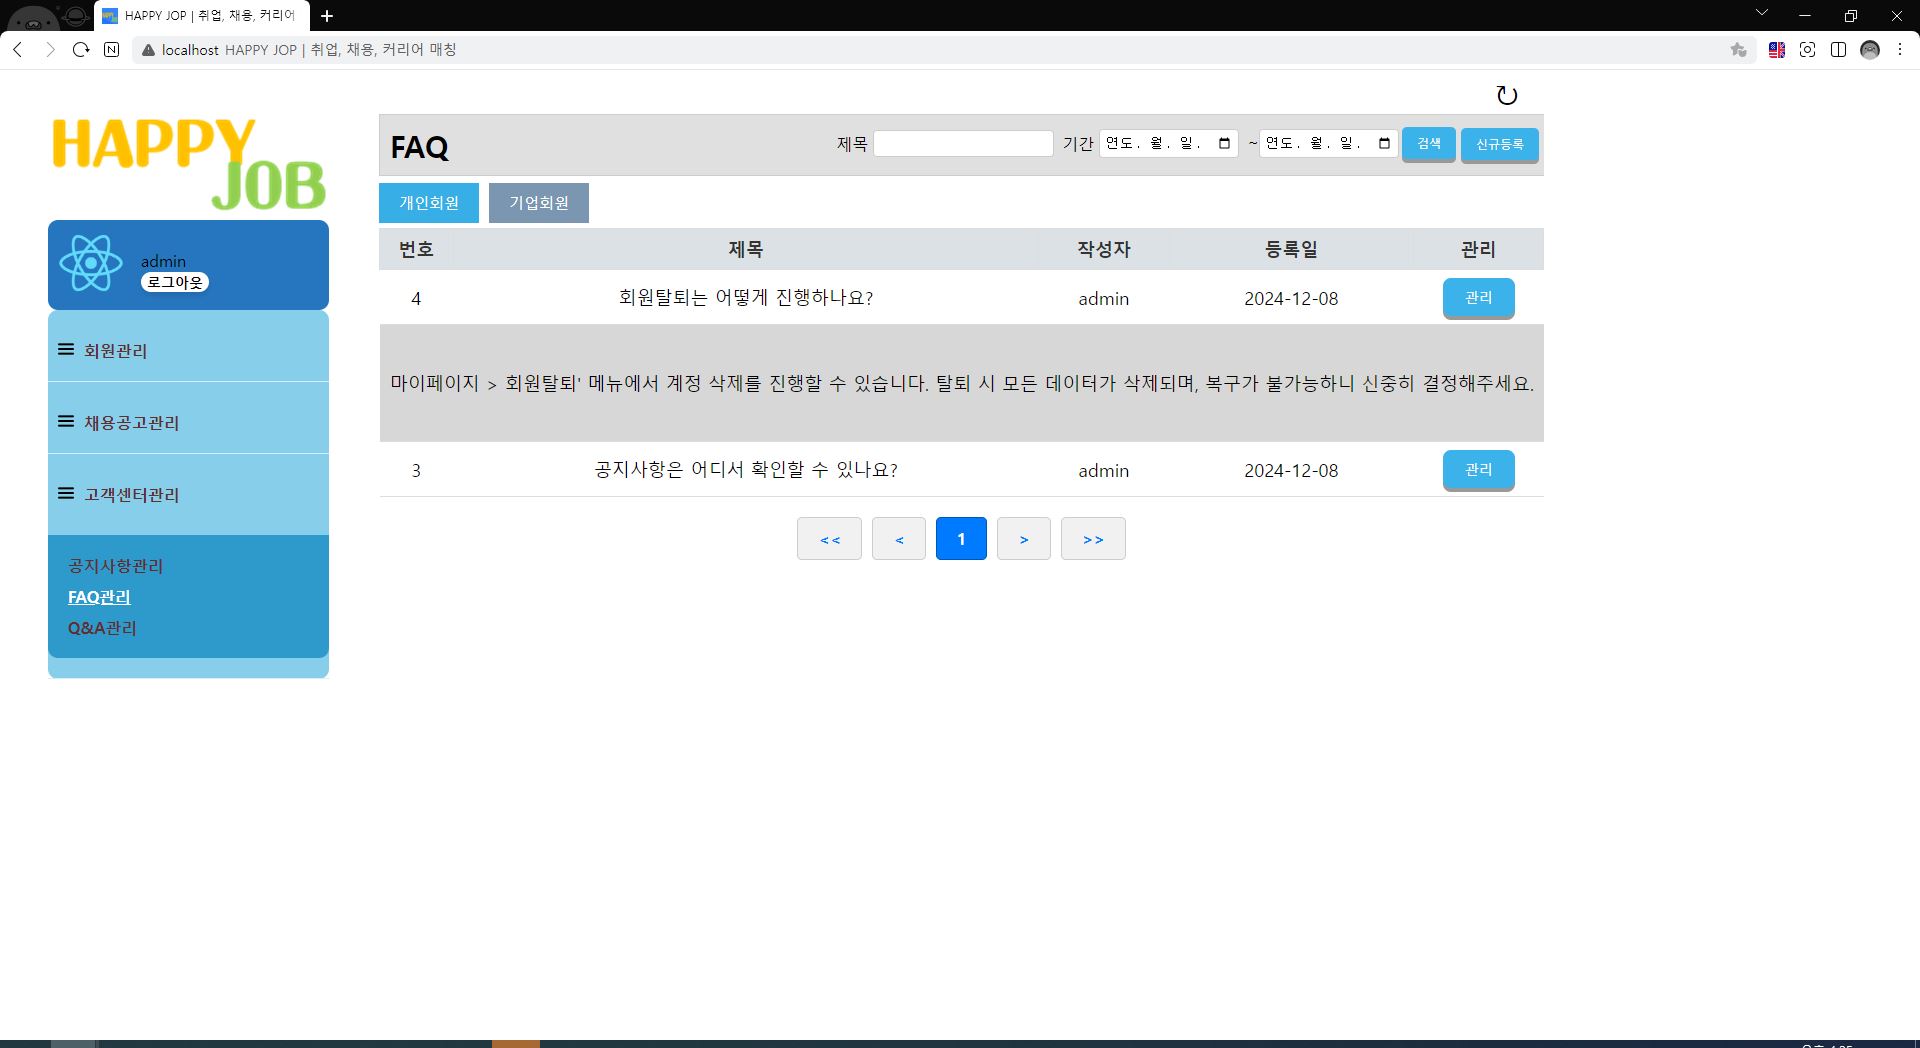 HAPPY JOP | 취업, 채용, 커리어
localhost HAPPY JOP | 취업, 채용, 커리어 매칭
HAPPY
JOB
admin
로그아웃
회원관리
채용공고관리
고객센터관리
공지사항관리
FAQ관리
Q&A관리
FAQ 제목 기간 연도. 월. 일. ~ 연도. 월. 일. 검색 신규등록
개인회원 기업회원
번호 제목 작성자 등록일 관리
4 회원탈퇴는 어떻게 진행하나요? admin 2024-12-08 관리
마이페이지 > 회원탈퇴' 메뉴에서 계정 삭제를 진행할 수 있습니다. 탈퇴 시 모든 데이터가 삭제되며, 복구가 불가능하니 신중히 결정해주세요.
3 공지사항은 어디서 확인할 수 있나요? admin 2024-12-08 관리
<< < 1 > >>